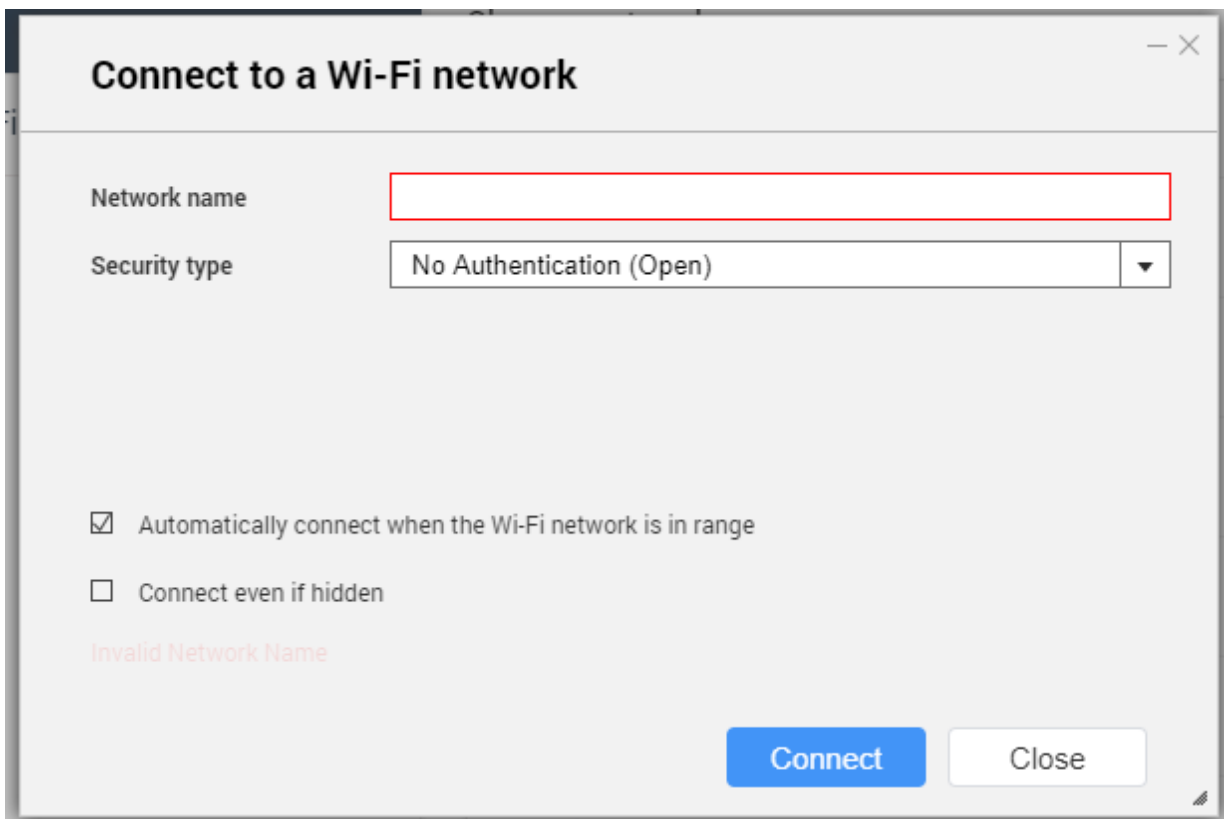 Connect to a Wi-Fi network
Network name
Security type No Authentication (Open)
Automatically connect when the Wi-Fi network is in range
Connect even if hidden
Invalid Network Name
Connect Close